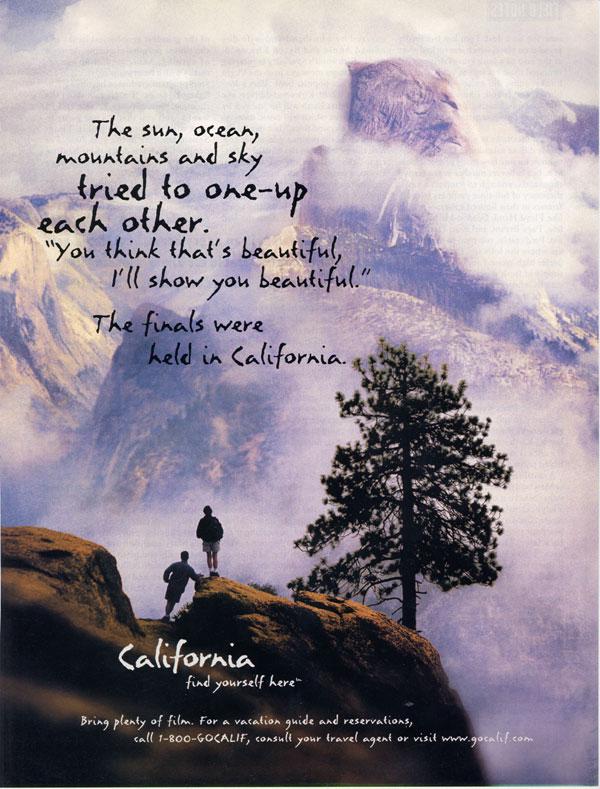 The sun, ocean,
mountains and sky
tried to one-up
each other.
"You think that's beautiful,
I'll show you beautiful."
The finals were
held in California.
California
find yourself here℠
Bring plenty of film. For a vacation guide and reservations,
call 1-800-GOCALIF, consult your travel agent or visit www.gocalif.com